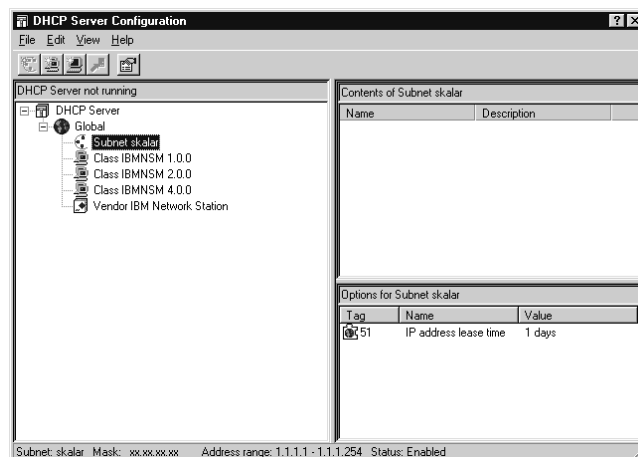 DHCP Server Configuration
File Edit View Help
DHCP Server not running
DHCP Server
Global
Subnet skalar
Class IBMNSM 1.0.0
Class IBMNSM 2.0.0
Class IBMNSM 4.0.0
Vendor IBM Network Station
Contents of Subnet skalar
Name Description
Options for Subnet skalar
Tag Name Value
51 IP address lease time 1 days
Subnet: skalar Mask: xx.xx.xx.xx Address range: 1.1.1.1 - 1.1.1.254 Status: Enabled